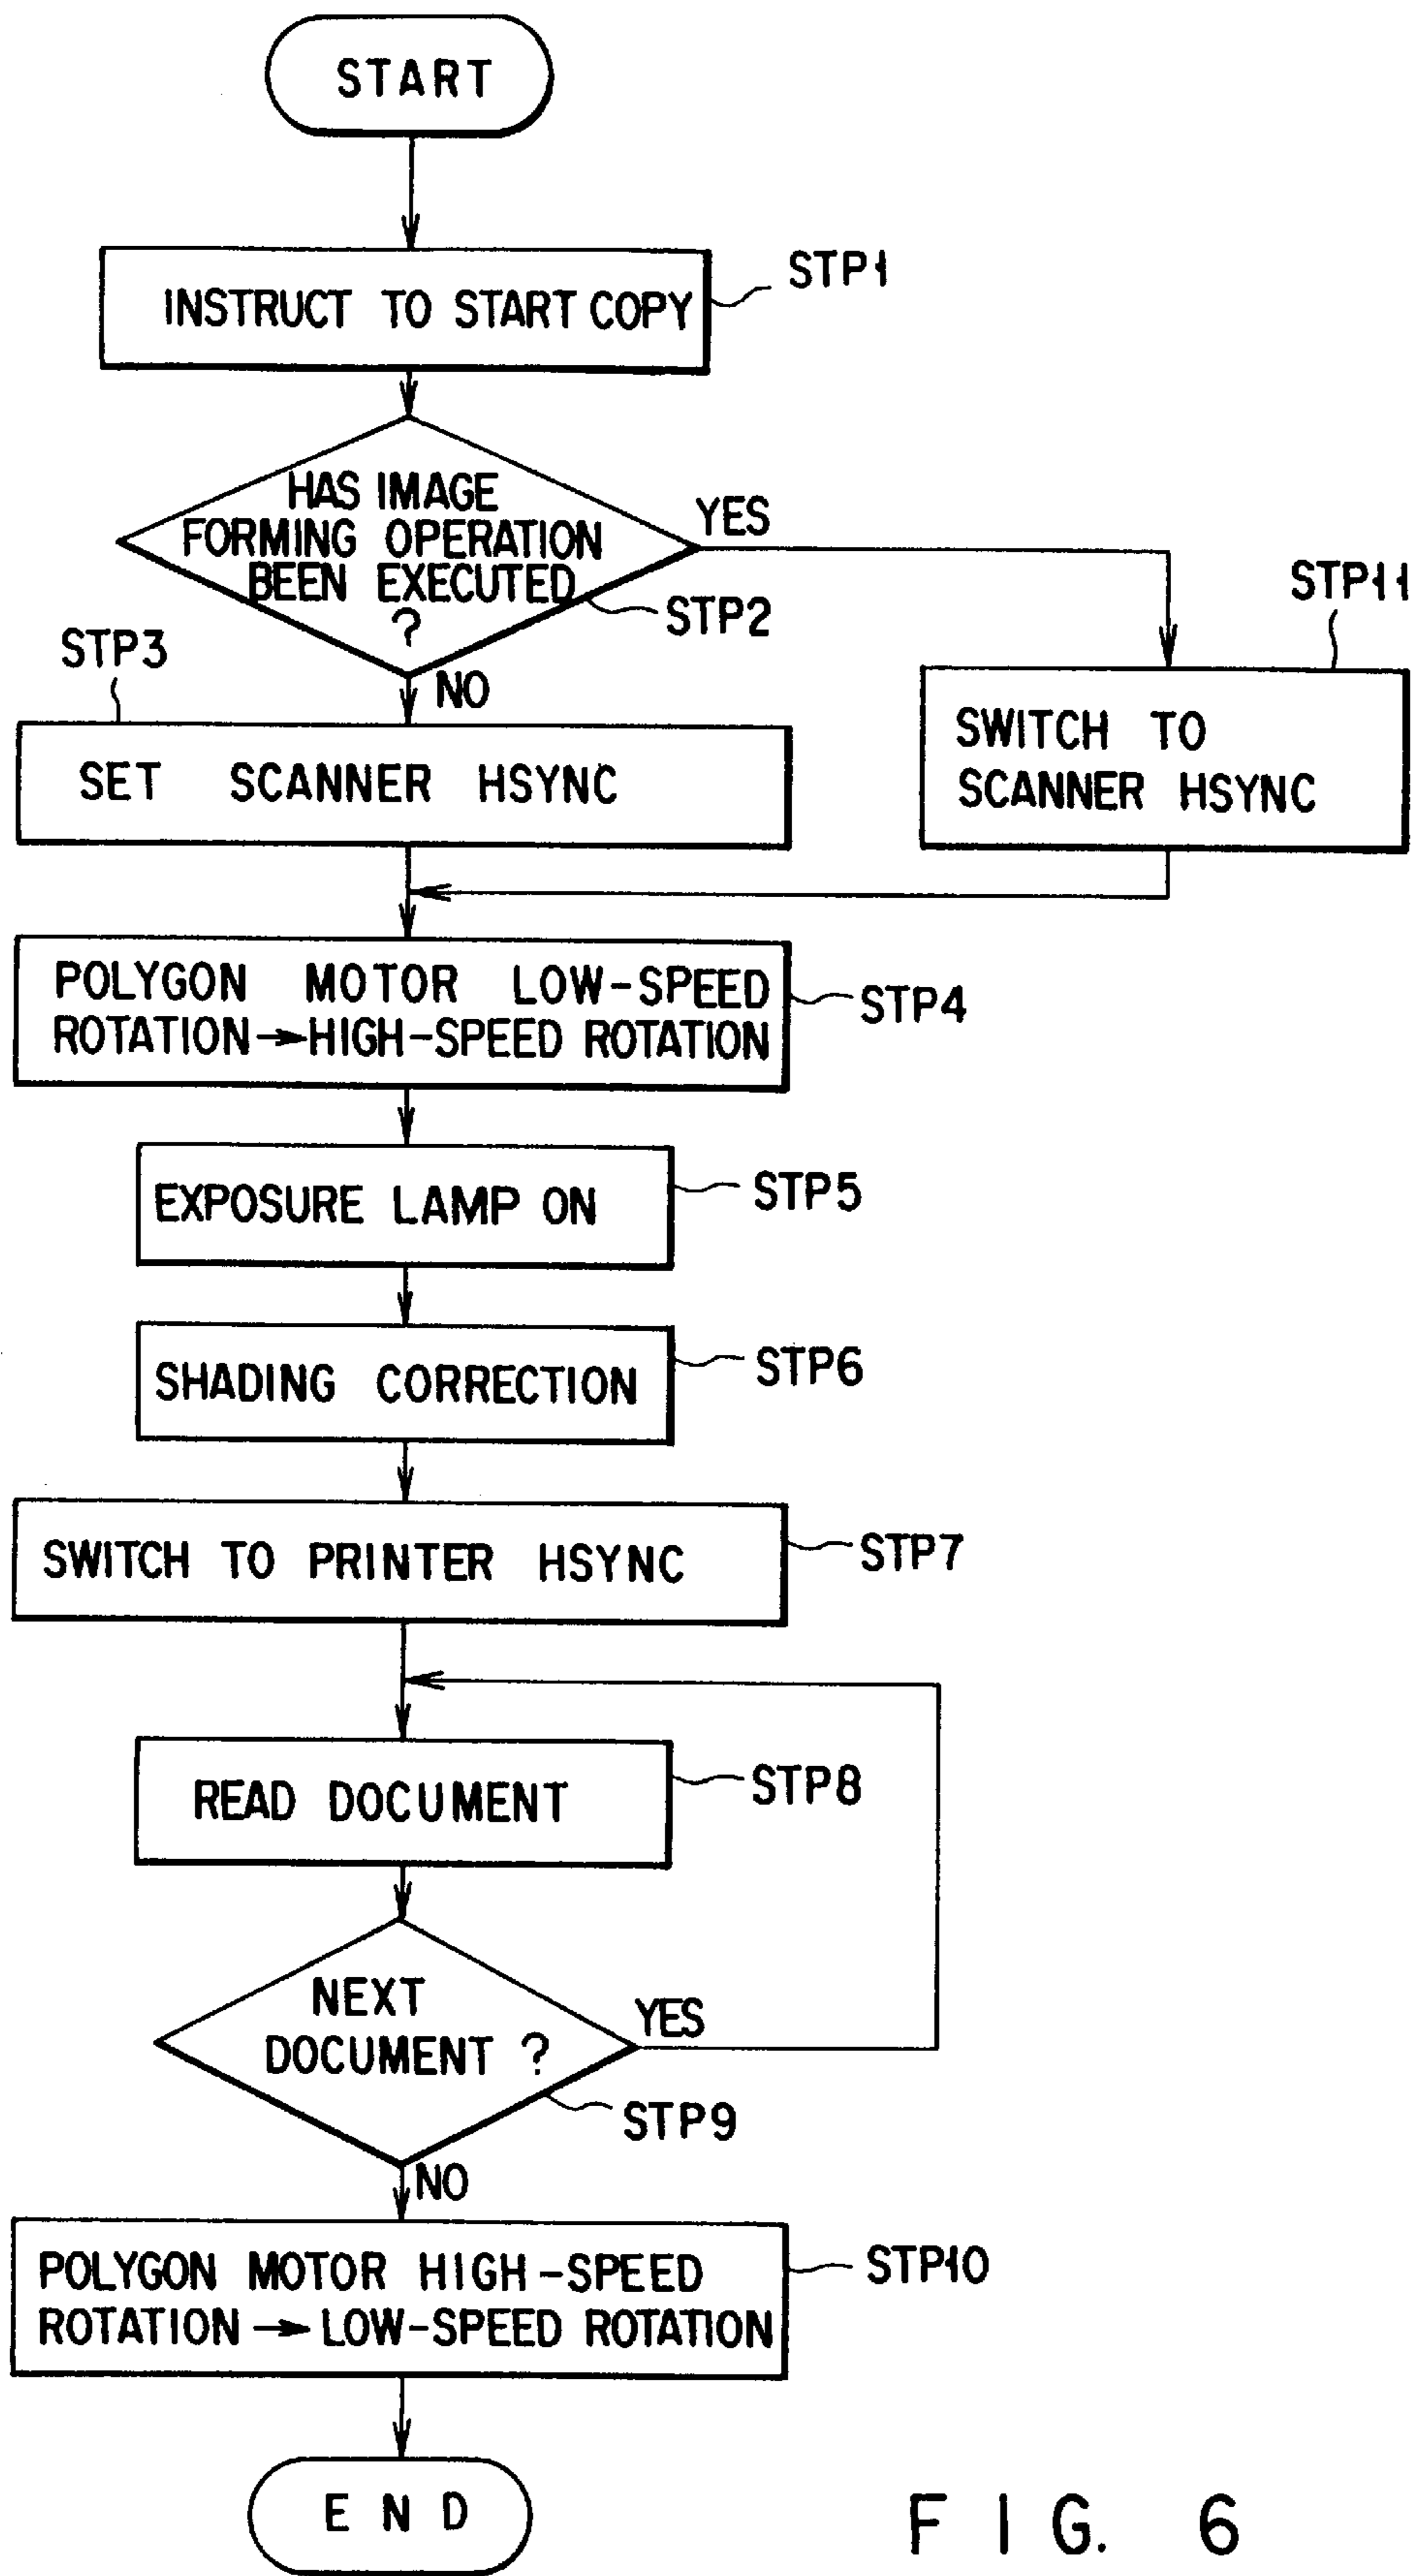 START
INSTRUCT TO START COPY
STP1
HAS IMAGE
FORMING OPERATION
BEEN EXECUTED
?
YES
STP2
NO
STP11
SWITCH TO
SCANNER HSYNC
STP3
SET SCANNER HSYNC
POLYGON MOTOR LOW-SPEED
ROTATION→HIGH-SPEED ROTATION
STP4
EXPOSURE LAMP ON
STP5
SHADING CORRECTION
STP6
SWITCH TO PRINTER HSYNC
STP7
READ DOCUMENT
STP8
NEXT
DOCUMENT ?
YES
STP9
NO
POLYGON MOTOR HIGH-SPEED
ROTATION→LOW-SPEED ROTATION
STP10
END
FIG. 6